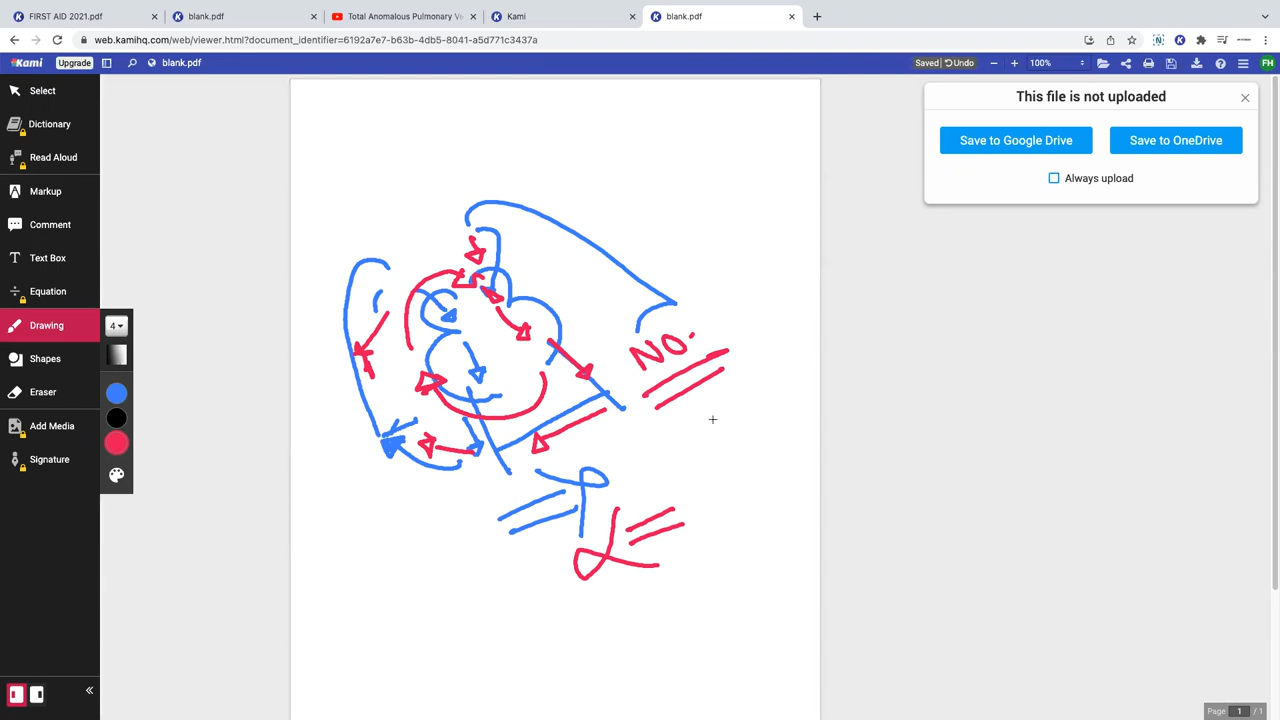 FIRST AID 2021.pdf
blank.pdf
Total Anomalous Pulmonary Ve
Kami
blank.pdf
web.kamihq.com/web/viewer.html?document_identifier=6192a7e7-b63b-4db5-8041-a5d771c3437a
Kami Upgrade blank.pdf Saved Undo 100% FH
Select
Dictionary
Read Aloud
Markup
Comment
Text Box
Equation
Drawing
Shapes
Eraser
Add Media
Signature
4
This file is not uploaded
Save to Google Drive Save to OneDrive
Always upload
NO.
Page 1 / 1